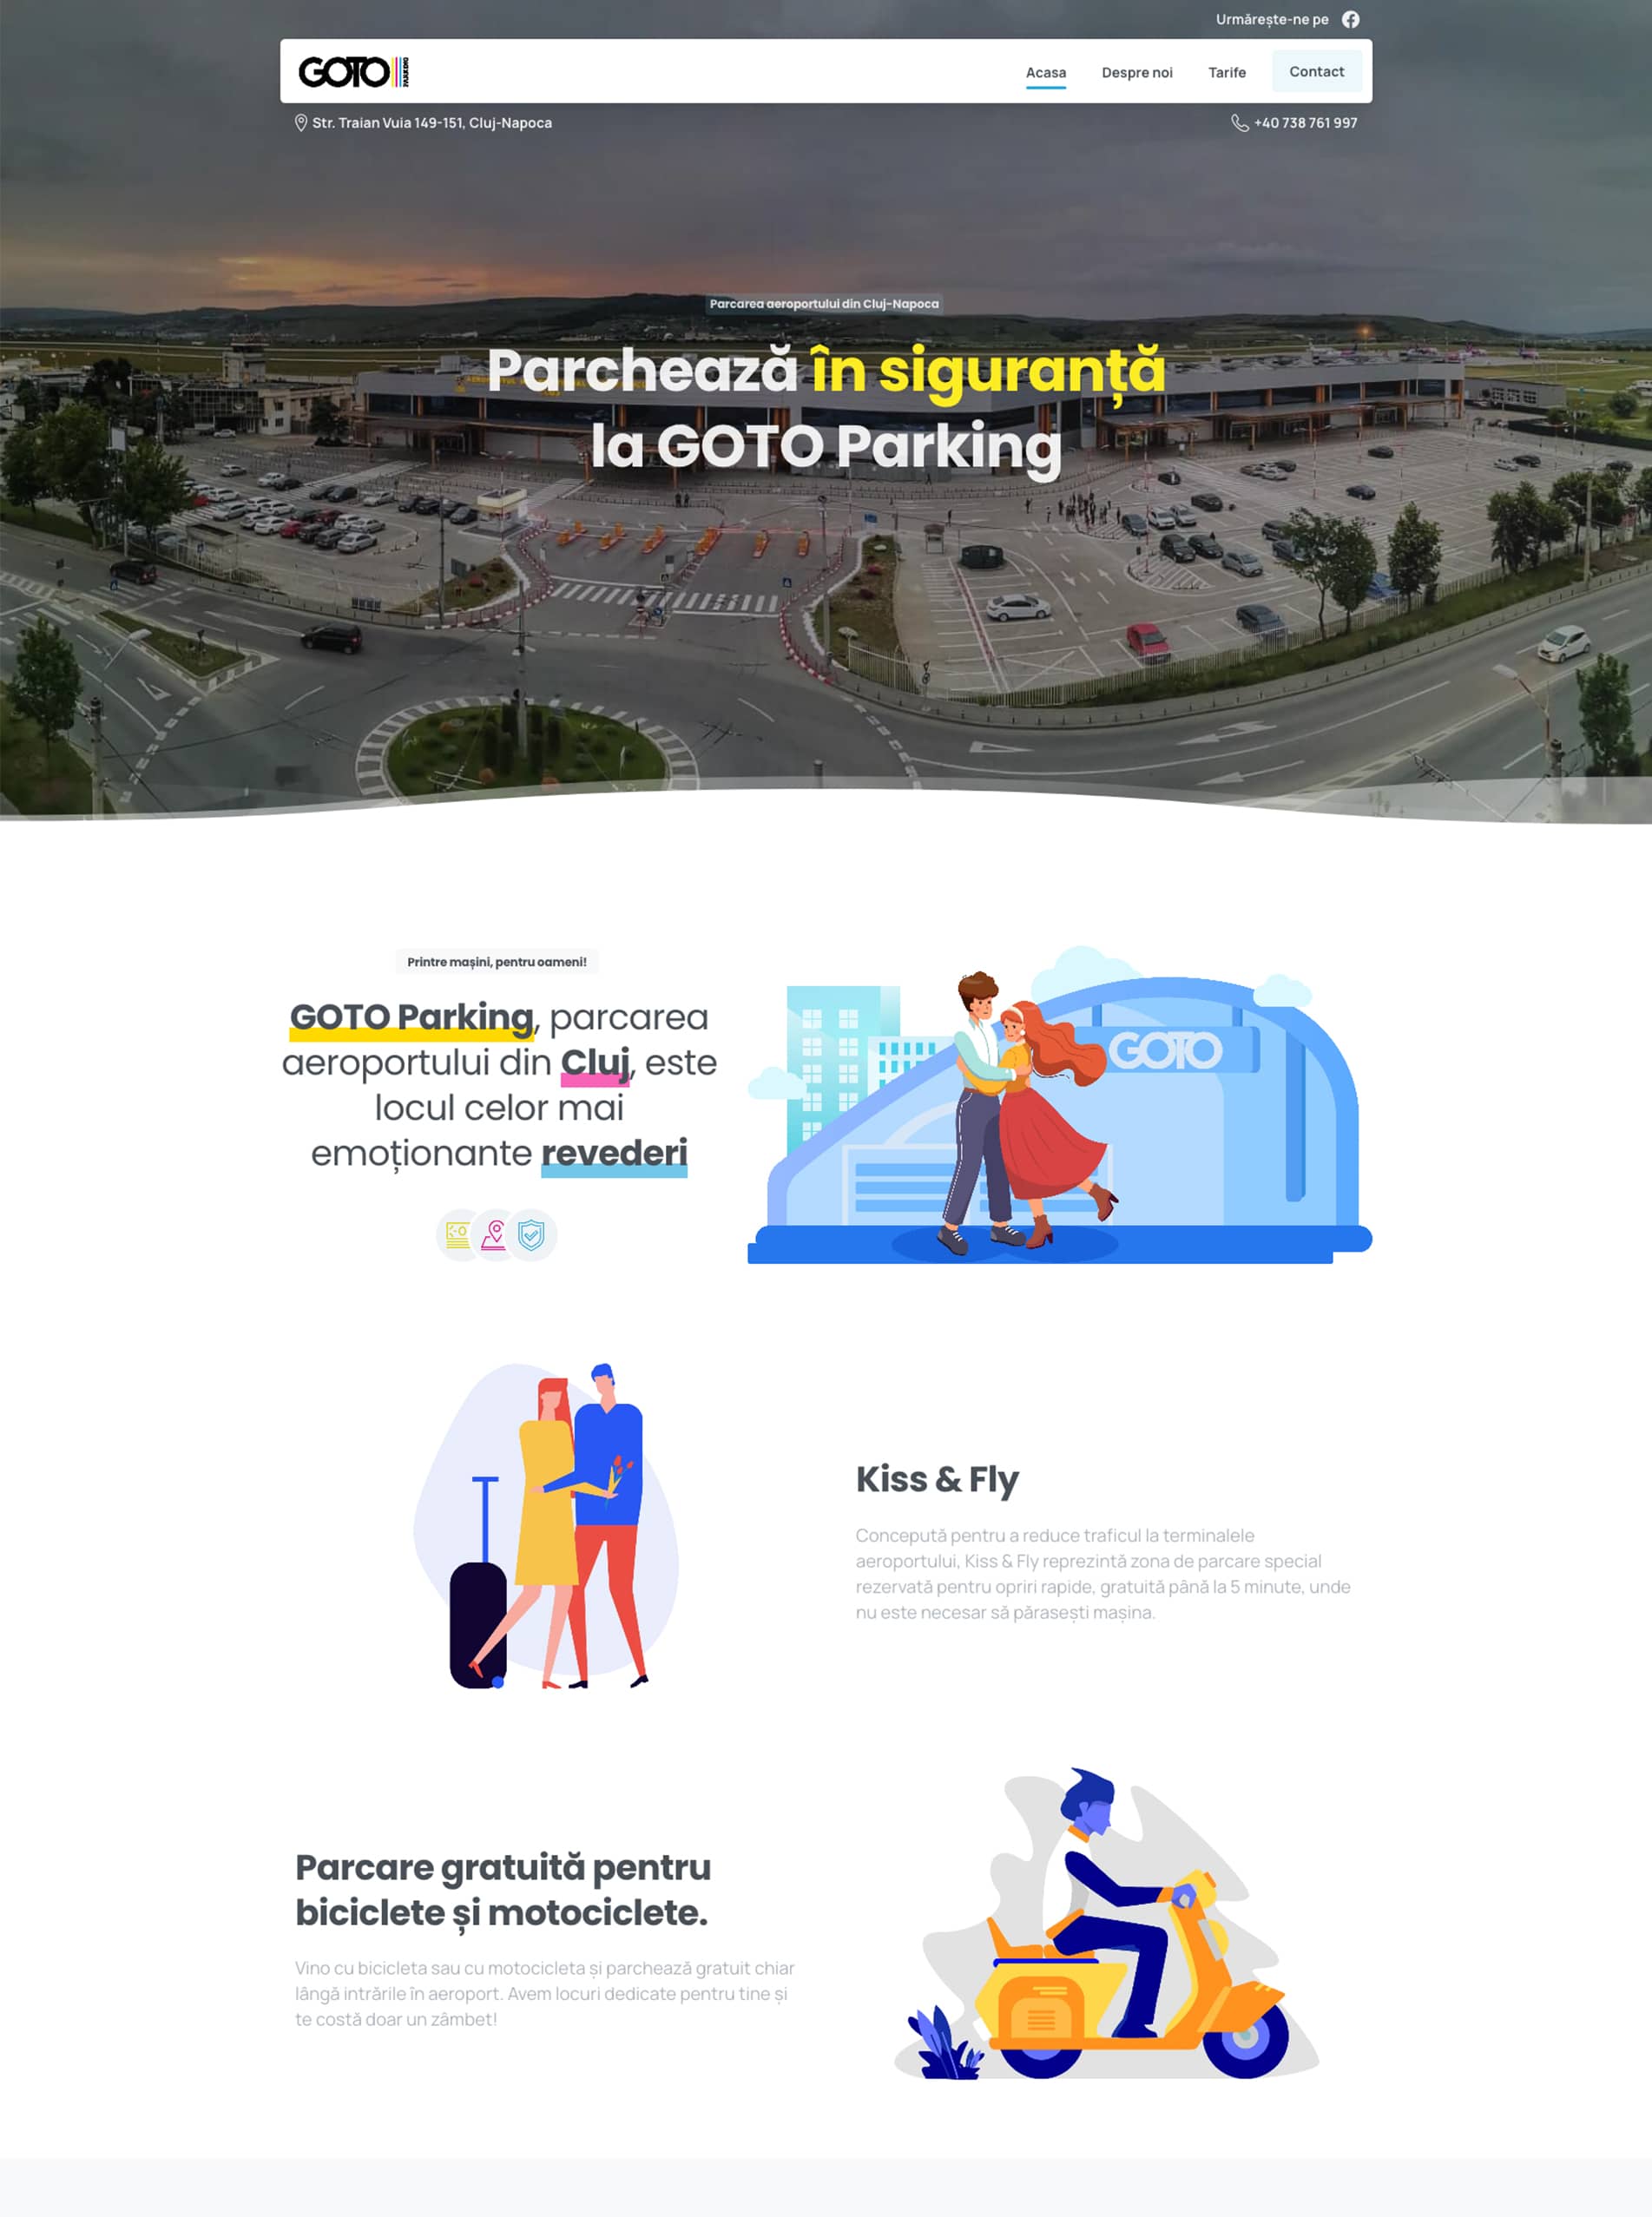 Urmărește-ne pe
GOTO PARKING
Acasa
Despre noi
Tarife
Contact
Str. Traian Vuia 149-151, Cluj-Napoca
+40 738 761 997
Parcarea aeroportului din Cluj-Napoca
Parchează în siguranță
la GOTO Parking
Printre mașini, pentru oameni!
GOTO Parking, parcarea
aeroportului din Cluj, este
locul celor mai
emoționante revederi
GOTO
Kiss & Fly
Concepută pentru a reduce traficul la terminalele
aeroportului, Kiss & Fly reprezintă zona de parcare special
rezervată pentru opriri rapide, gratuită până la 5 minute, unde
nu este necesar să părasești mașina.
Parcare gratuită pentru
biciclete și motociclete.
Vino cu bicicleta sau cu motocicleta și parchează gratuit chiar
lângă intrările în aeroport. Avem locuri dedicate pentru tine și
te costă doar un zâmbet!